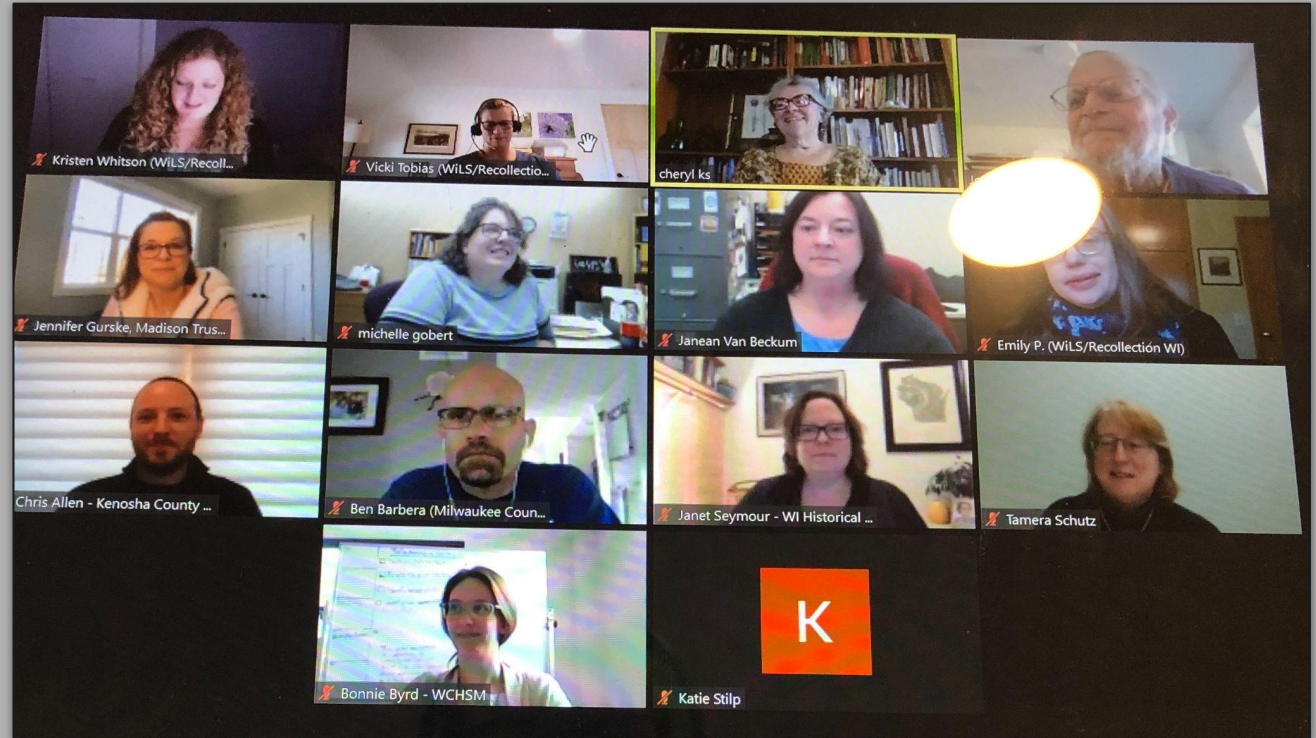 Kristen Whitson (WiLS/Recoll...
Vicki Tobias (WiLS/Recollectio...
cheryl ks
Jennifer Gurske, Madison Trus...
michelle gobert
Janean Van Beckum
Emily P. (WiLS/Recollection WI)
Chris Allen - Kenosha County ...
Ben Barbera (Milwaukee Coun...
Janet Seymour - WI Historical ...
Tamera Schutz
Bonnie Byrd - WCHSM
K
Katie Stilp